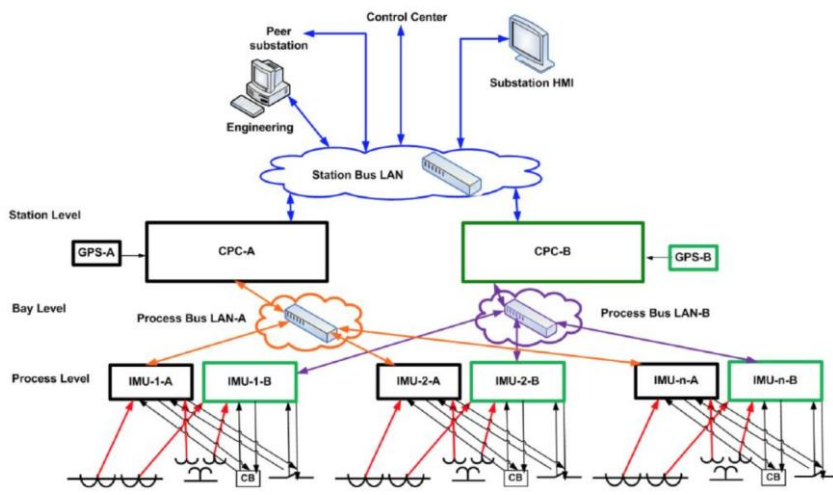 Control Center
Peer
substation
Substation HMI
Engineering
Station Bus LAN
Station Level
GPS-A
CPC-A
CPC-B
GPS-B
Bay Level
Process Bus LAN-A
Process Bus LAN-B
Process Level
IMU-1-A
IMU-1-B
IMU-2-A
IMU-2-B
IMU-n-A
IMU-n-B
CB
CB
CB